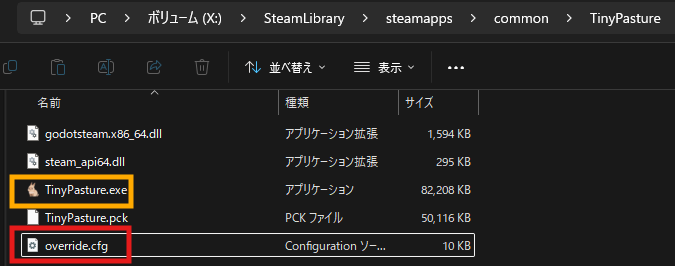 PC > ボリューム (X:) > SteamLibrary > steamapps > common > TinyPasture
並べ替え 表示 •••
名前 種類 サイズ
godotsteam.x86_64.dll アプリケーション拡張 1,594 KB
steam_api64.dll アプリケーション拡張 295 KB
TinyPasture.exe アプリケーション 82,208 KB
TinyPasture.pck PCK ファイル 50,116 KB
override.cfg Configuration ソー... 10 KB